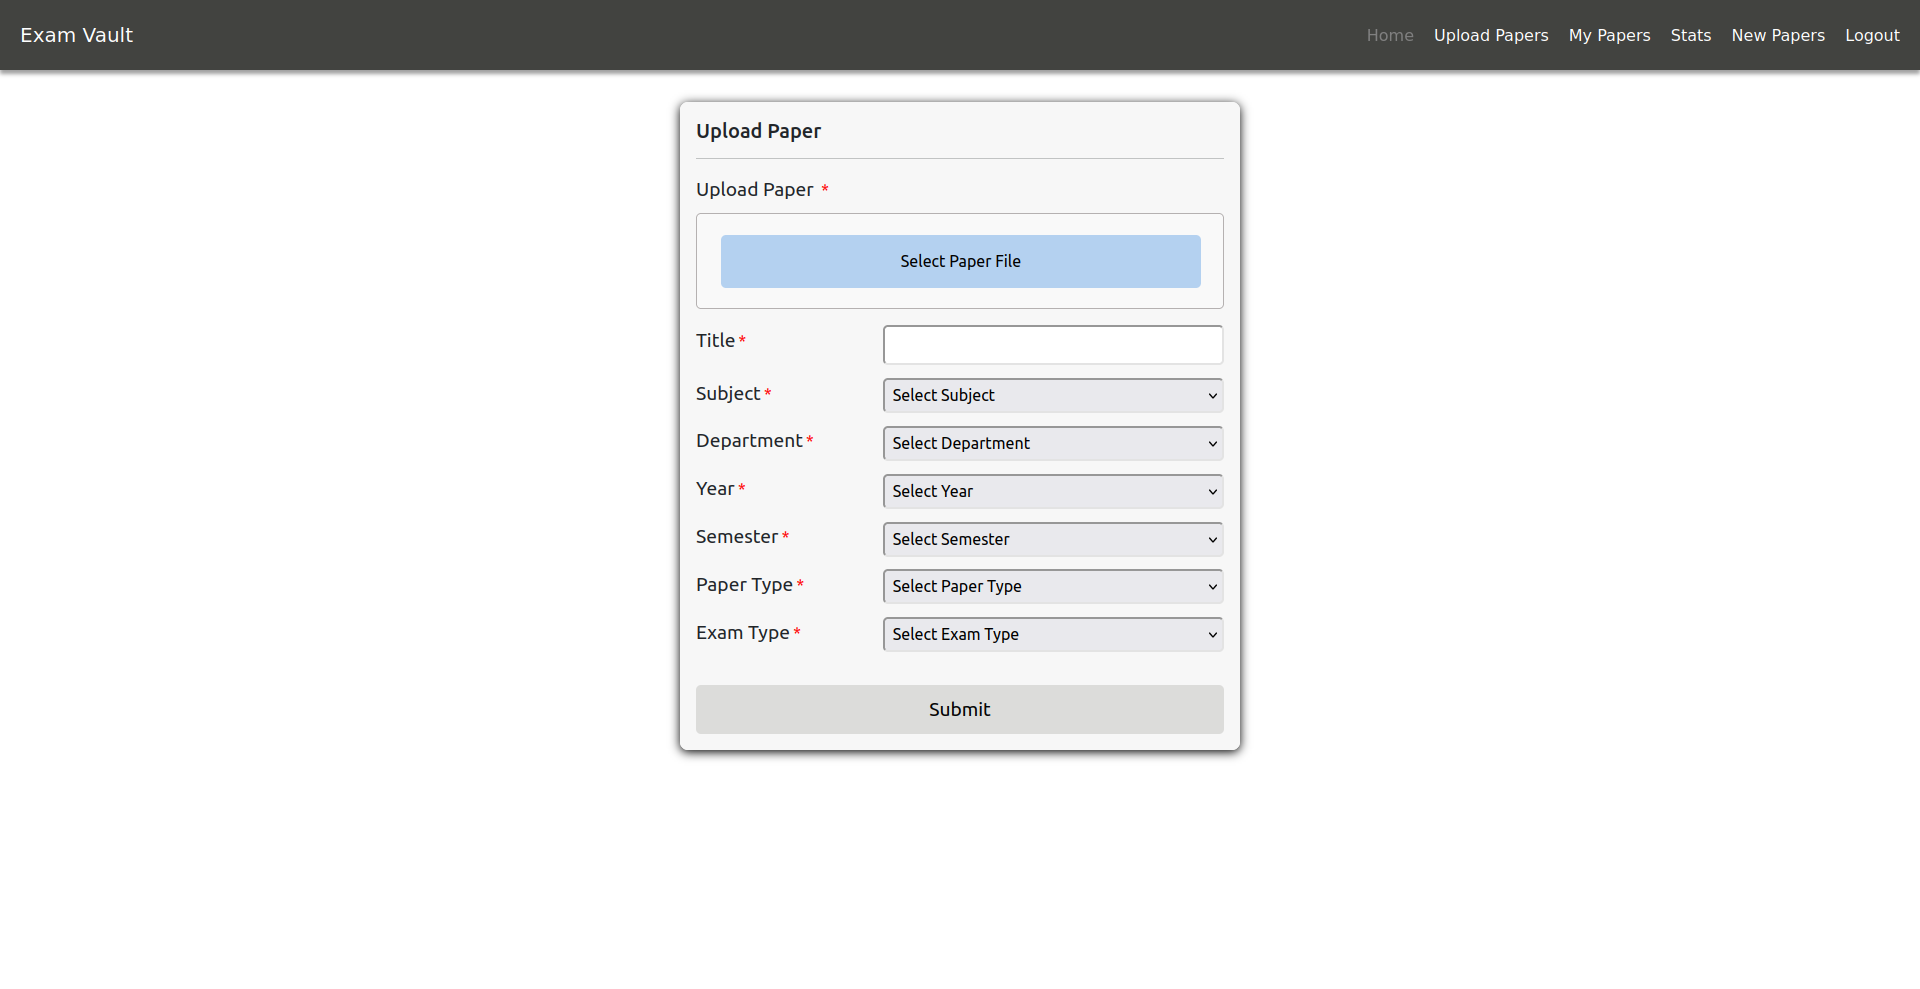 Exam Vault
Home Upload Papers My Papers Stats New Papers Logout
Upload Paper
Upload Paper *
Select Paper File
Title *
Subject * Select Subject
Department * Select Department
Year * Select Year
Semester * Select Semester
Paper Type * Select Paper Type
Exam Type * Select Exam Type
Submit